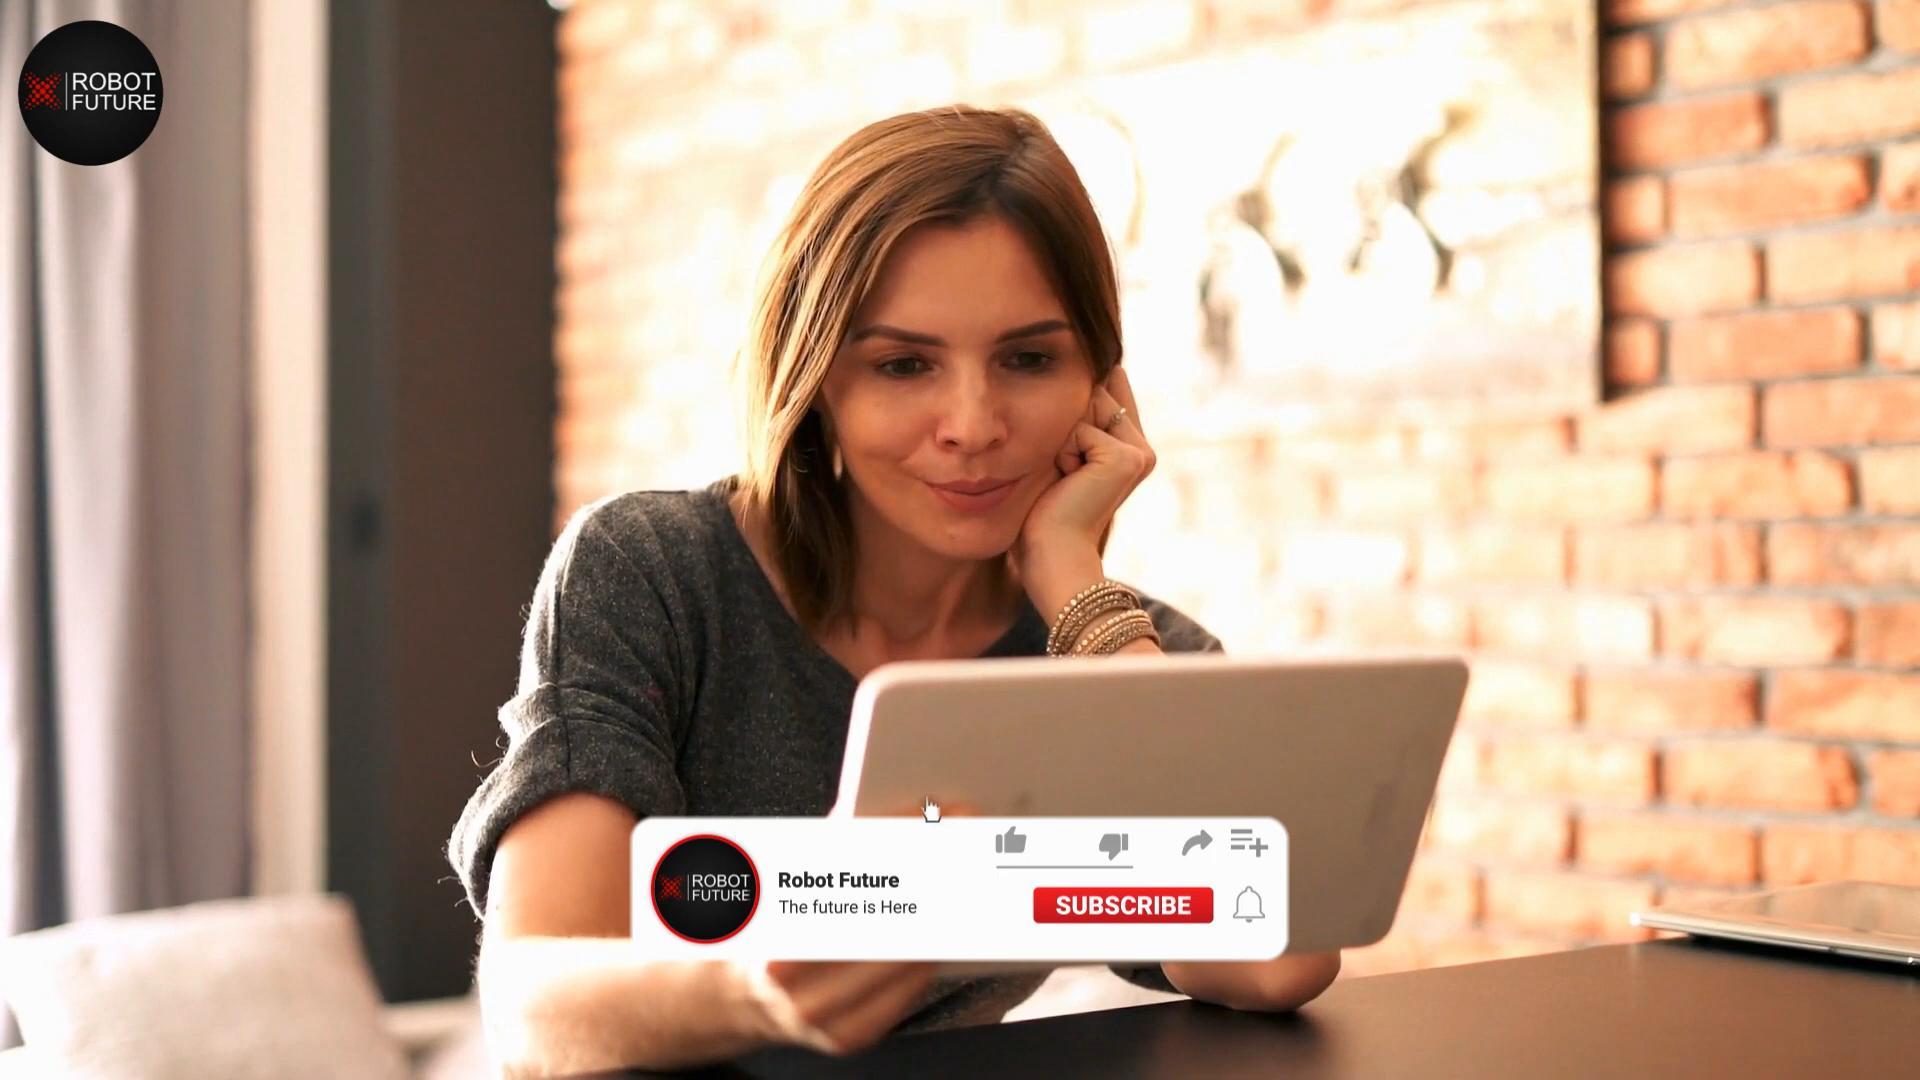 ROBOT
FUTURE
ROBOT
FUTURE
Robot Future
The future is Here
SUBSCRIBE